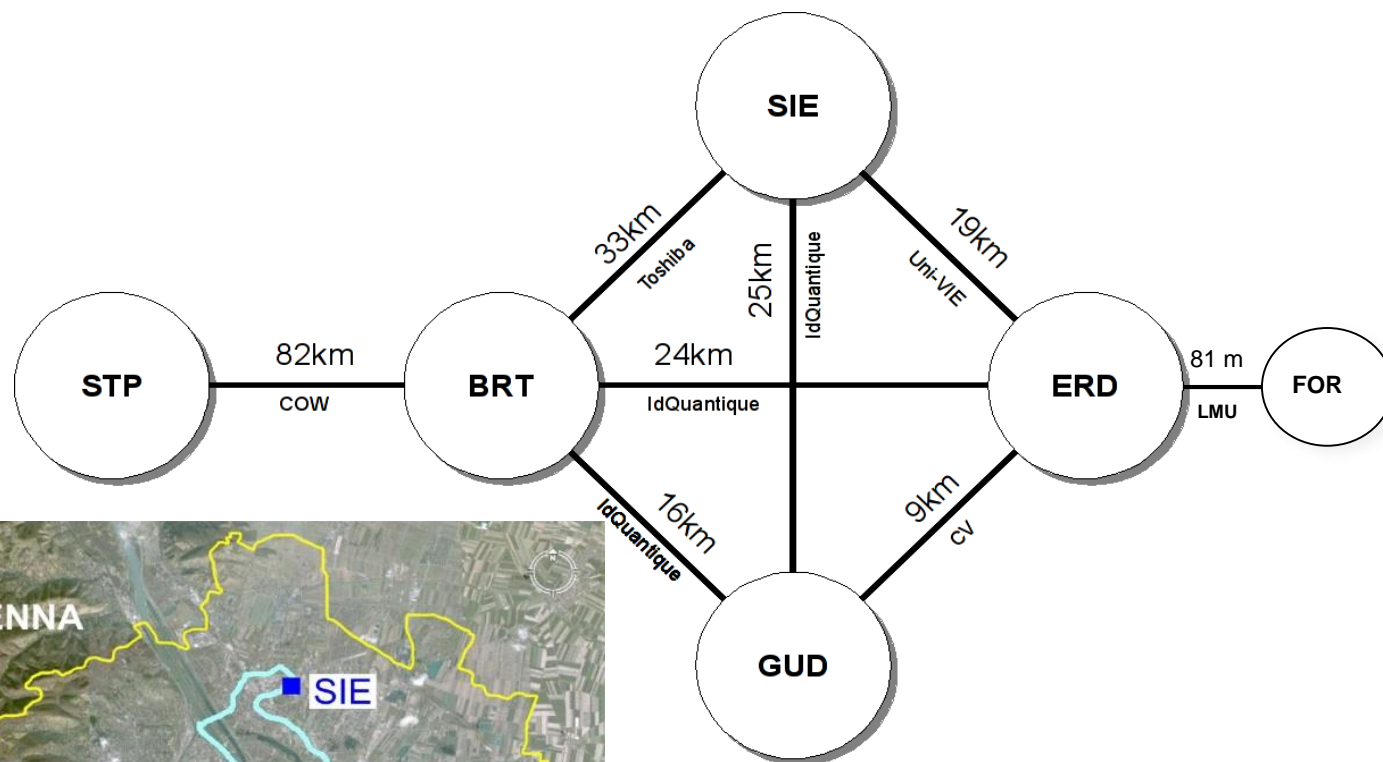 SIE
33km
Toshiba
25km
IdQuantique
19km
Uni-VIE
STP
82km
COW
BRT
24km
IdQuantique
ERD
81 m
LMU
FOR
16km
IdQuantique
9km
CV
GUD
ENNA
SIE